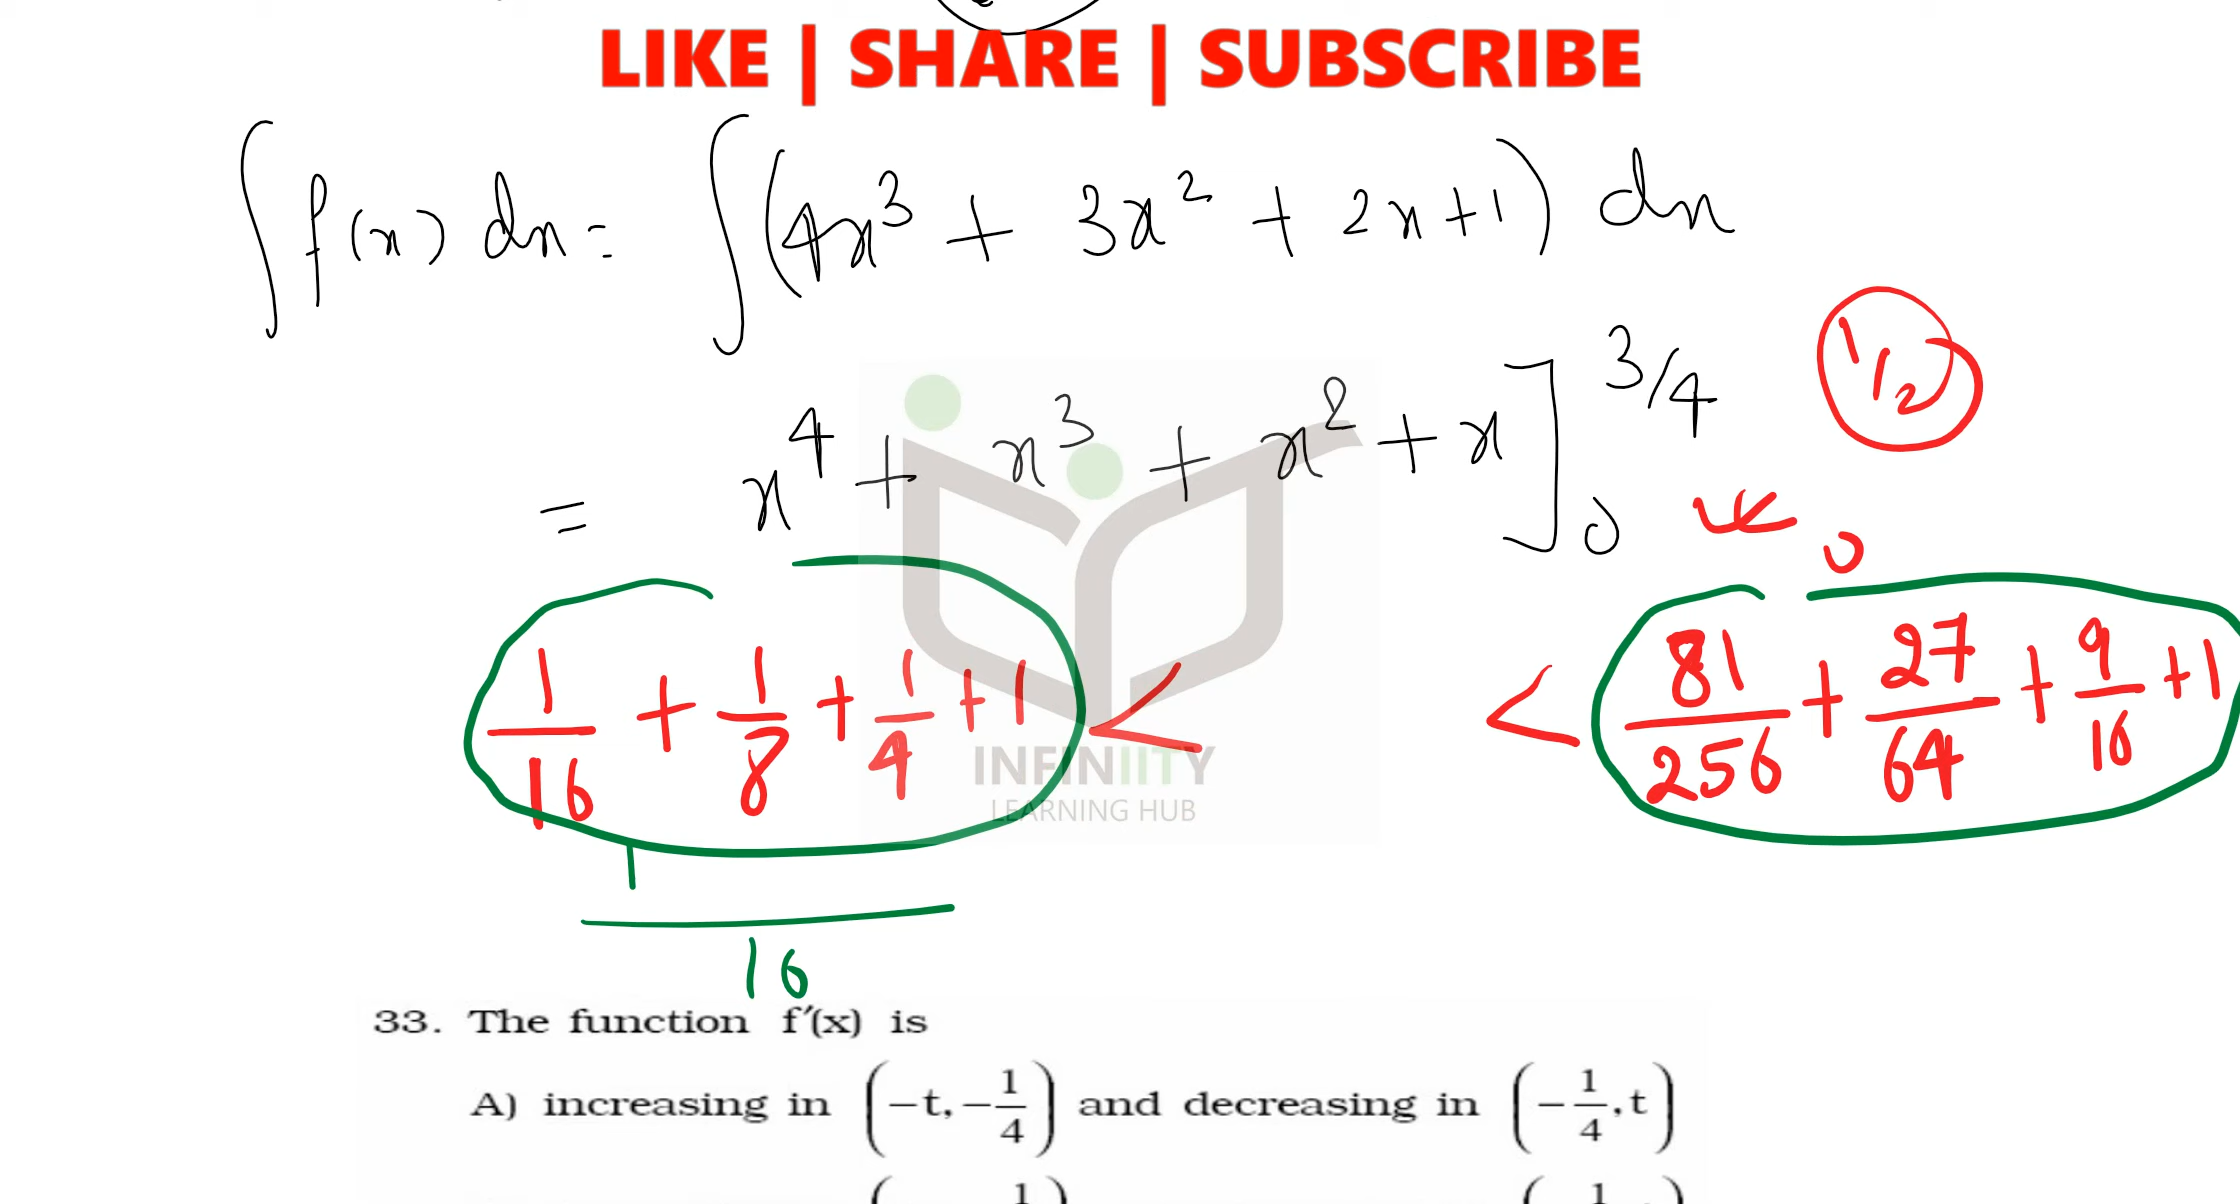 LIKE | SHARE | SUBSCRIBE
∫ f(x) dx = ∫ (4x³ + 3x² + 2x+1) dx
= x⁴ + x³ + x² + x ]₀ 3/4
1/2
0
1/16 + 1/8 + 1/4 + 1 < < 81/256 + 27/64 + 9/16 + 1
INFINIITY
LEARNING HUB
1
16
33. The function f′(x) is
A) increasing in (−t, −1/4) and decreasing in (−1/4, t)